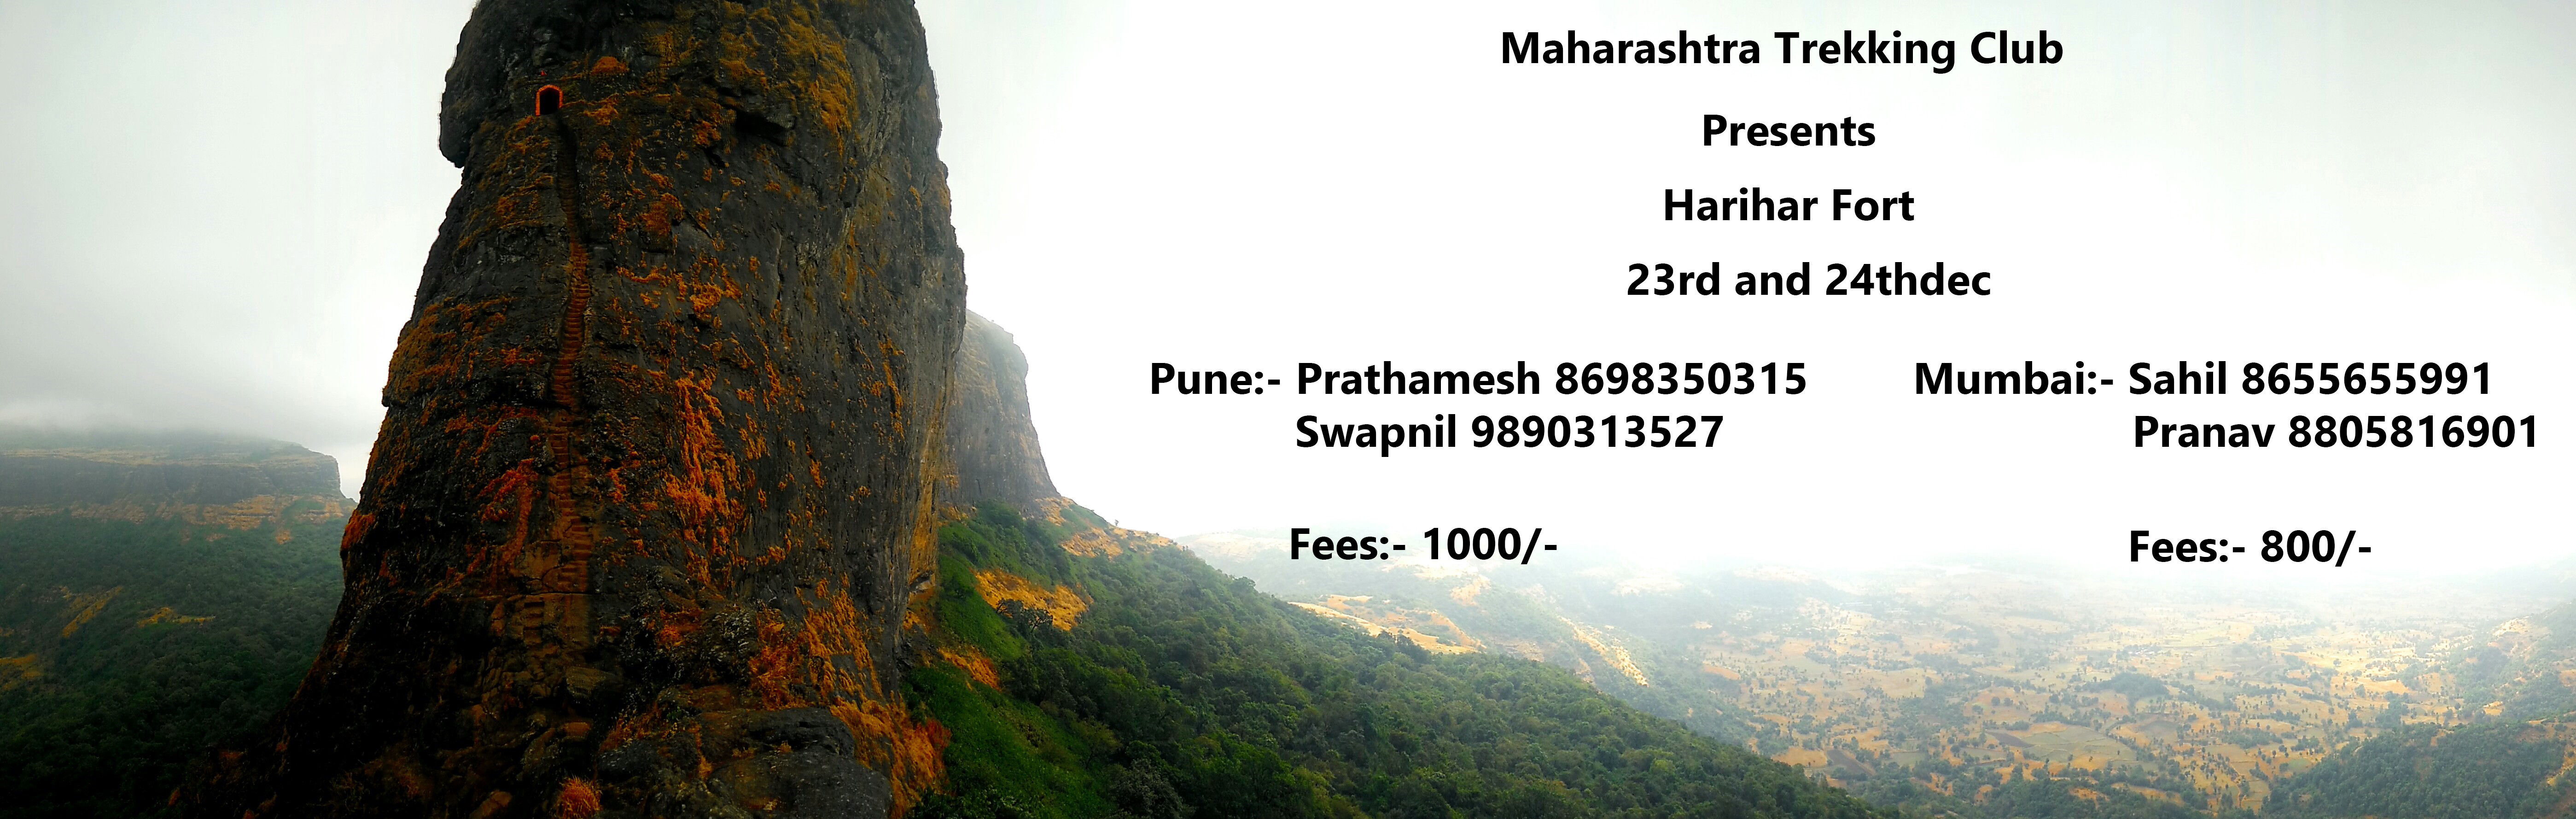 Maharashtra Trekking Club
Presents
Harihar Fort
23rd and 24thdec
Pune:- Prathamesh 8698350315
Swapnil 9890313527
Fees:- 1000/-
Mumbai:- Sahil 8655655991
Pranav 8805816901
Fees:- 800/-